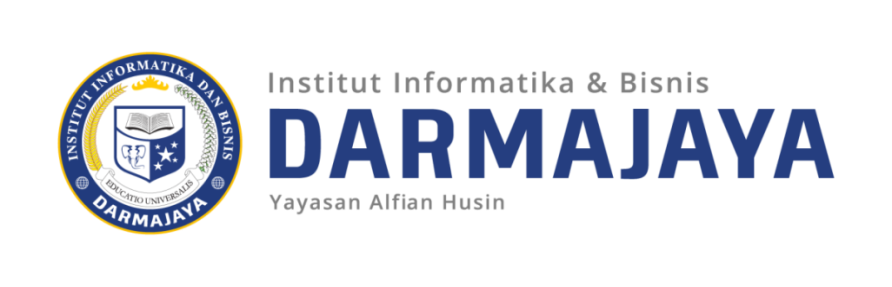 INSTITUT INFORMATIKA DAN BISNIS
EDUCATIO UNIVERSALIS
DARMAJAYA
Institut Informatika & Bisnis
DARMAJAYA
Yayasan Alfian Husin